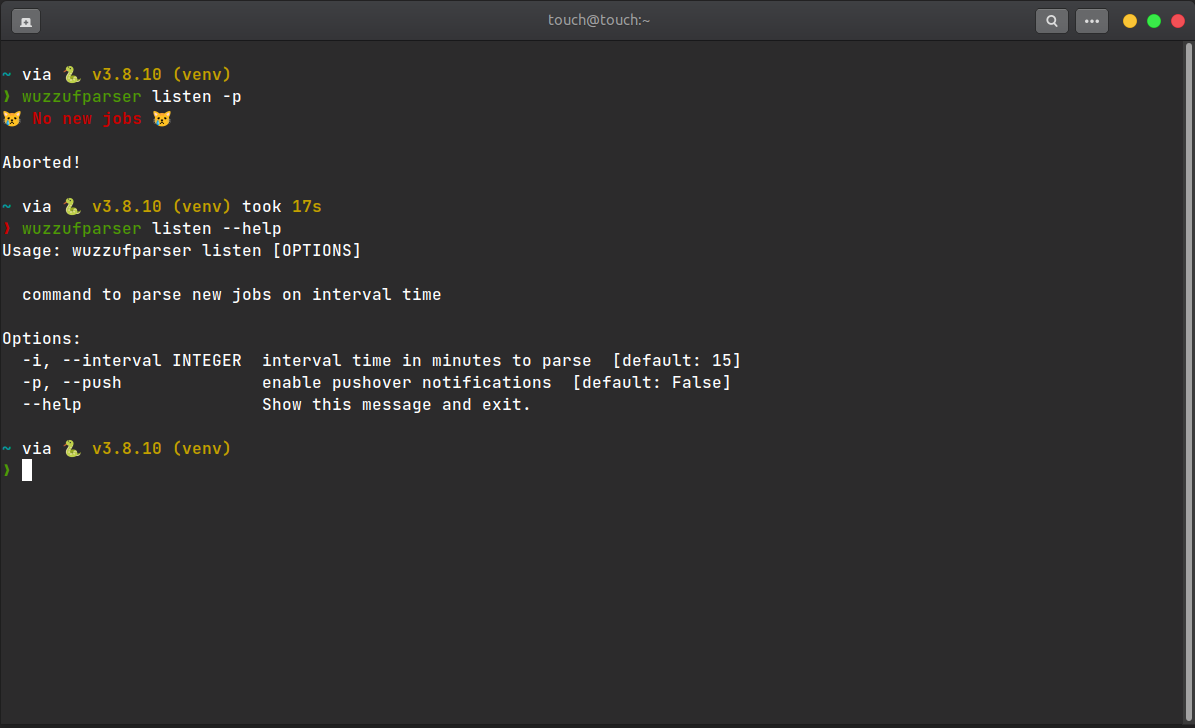 touch@touch:~
~ via 🐍 v3.8.10 (venv)
❯ wuzzufparser listen -p
😿 No new jobs 😿
Aborted!
~ via 🐍 v3.8.10 (venv) took 17s
❯ wuzzufparser listen --help
Usage: wuzzufparser listen [OPTIONS]
command to parse new jobs on interval time
Options:
-i, --interval INTEGER  interval time in minutes to parse  [default: 15]
-p, --push              enable pushover notifications  [default: False]
--help                  Show this message and exit.
~ via 🐍 v3.8.10 (venv)
❯